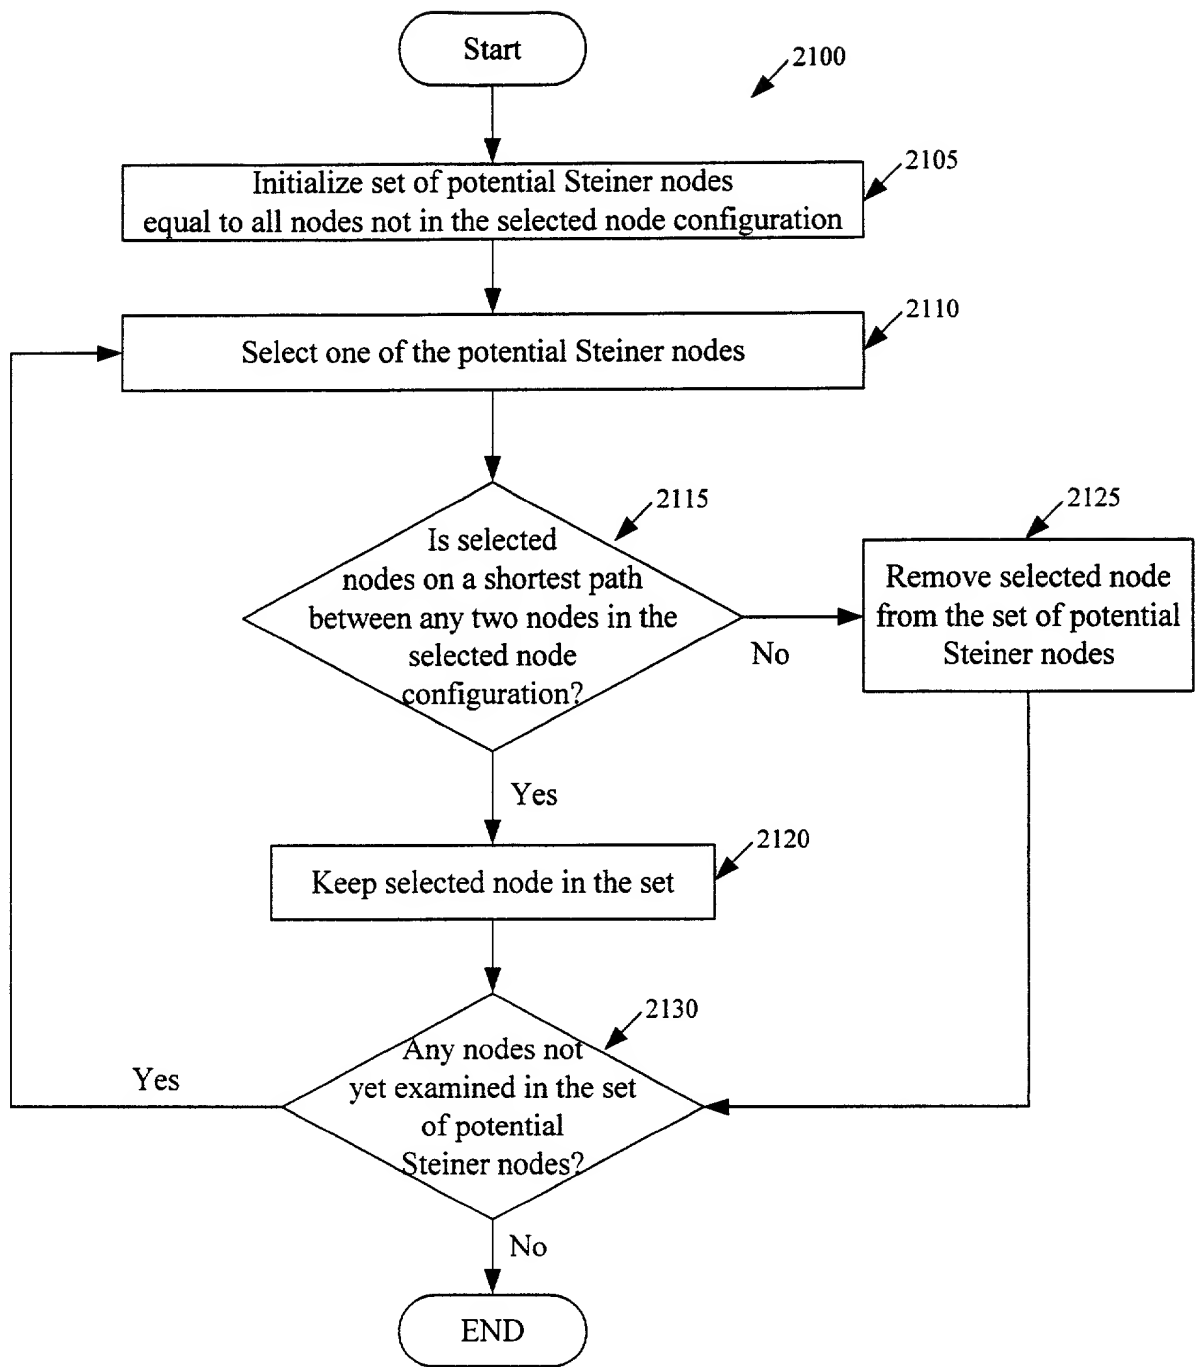 Start
2100
2105
Initialize set of potential Steiner nodes
equal to all nodes not in the selected node configuration
2110
Select one of the potential Steiner nodes
2115
Is selected
nodes on a shortest path
between any two nodes in the
selected node
configuration?
No
2125
Remove selected node
from the set of potential
Steiner nodes
Yes
2120
Keep selected node in the set
2130
Any nodes not
yet examined in the set
of potential
Steiner nodes?
Yes
No
END